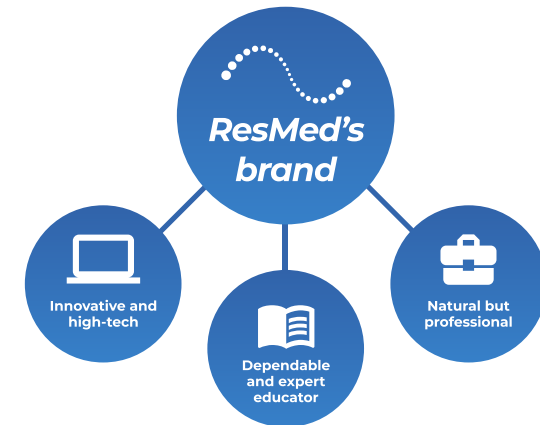 ResMed's
brand
Innovative and
high-tech
Dependable
and expert
educator
Natural but
professional